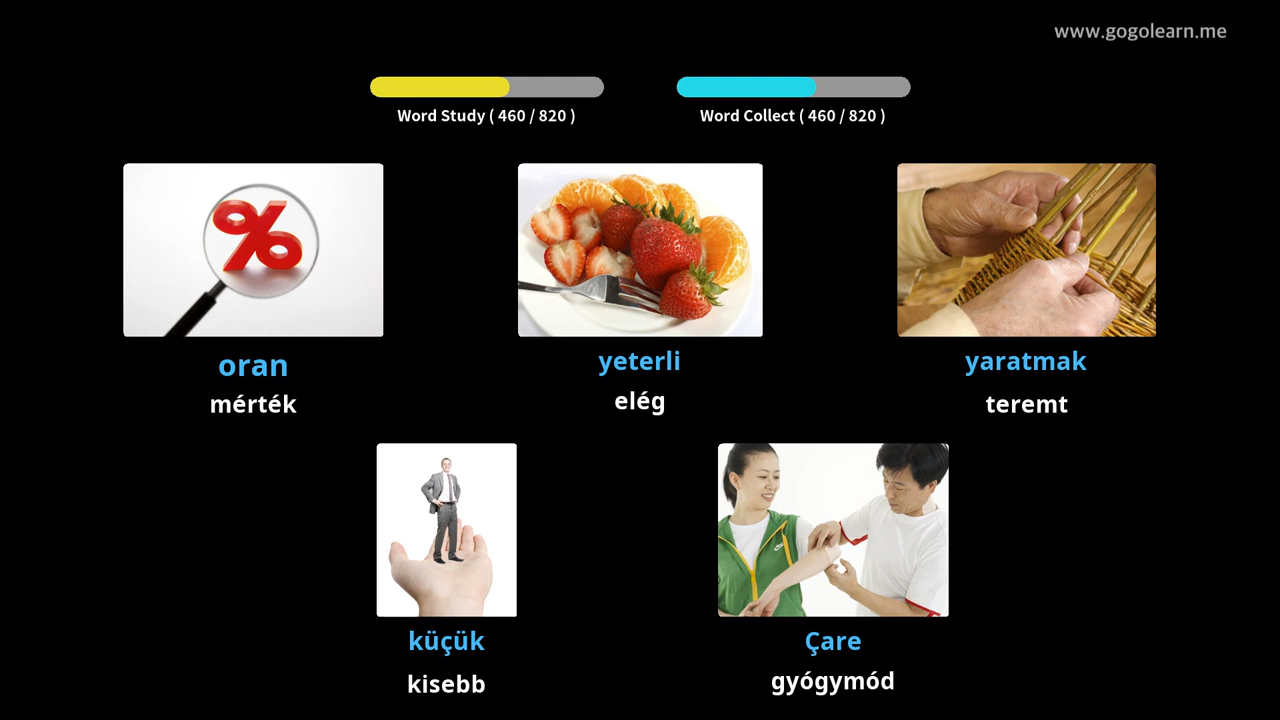 www.gogolearn.me
Word Study ( 460 / 820 )
Word Collect ( 460 / 820 )
%
oran
mérték
yeterli
elég
yaratmak
teremt
küçük
kisebb
Çare
gyógymód